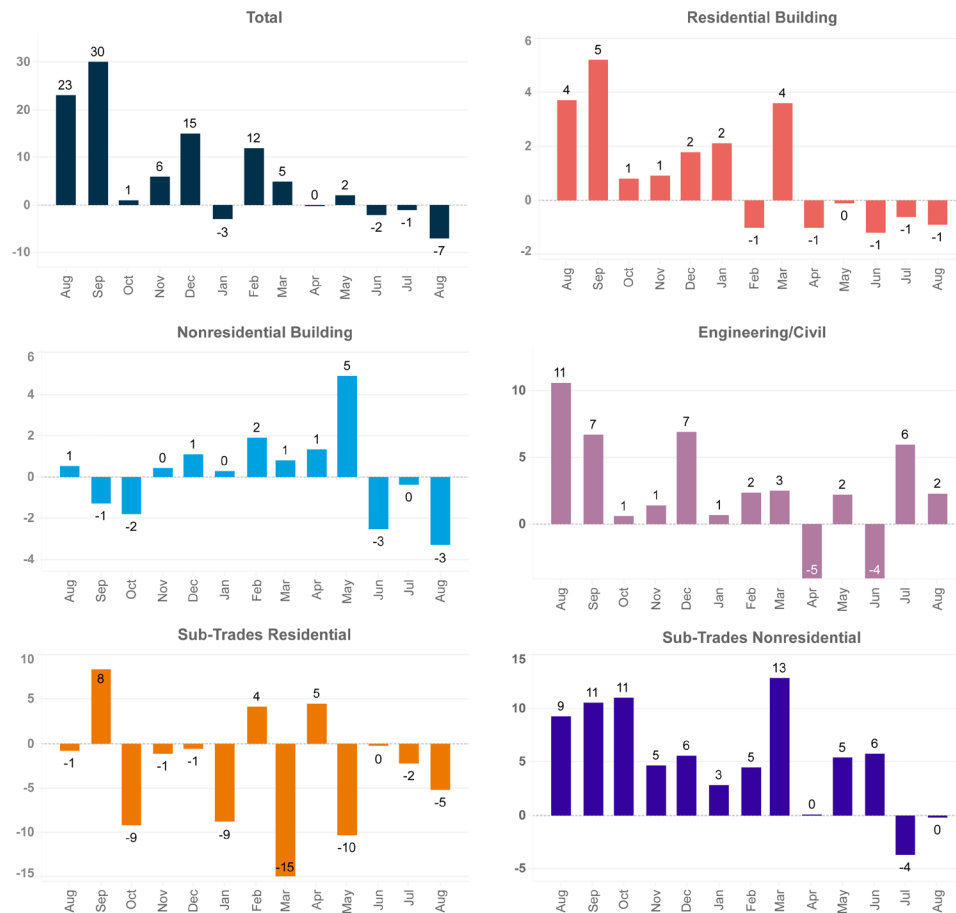 Total
30
20
10
0
-10
23
30
1
6
15
-3
12
5
0
2
-2
-1
-7
Aug
Sep
Oct
Nov
Dec
Jan
Feb
Mar
Apr
May
Jun
Jul
Aug
Residential Building
6
4
2
0
-2
4
5
1
1
2
2
-1
4
-1
0
-1
-1
-1
Aug
Sep
Oct
Nov
Dec
Jan
Feb
Mar
Apr
May
Jun
Jul
Aug
Nonresidential Building
6
4
2
0
-2
-4
1
-1
-2
0
1
0
2
1
1
5
-3
0
-3
Aug
Sep
Oct
Nov
Dec
Jan
Feb
Mar
Apr
May
Jun
Jul
Aug
Engineering/Civil
10
5
0
11
7
1
1
7
1
2
3
-5
2
-4
6
2
Aug
Sep
Oct
Nov
Dec
Jan
Feb
Mar
Apr
May
Jun
Jul
Aug
Sub-Trades Residential
10
5
0
-5
-10
-15
-1
8
-9
-1
-1
-9
4
-15
5
-10
0
-2
-5
Aug
Sep
Oct
Nov
Dec
Jan
Feb
Mar
Apr
May
Jun
Jul
Aug
Sub-Trades Nonresidential
15
10
5
0
-5
9
11
11
5
6
3
5
13
0
5
6
-4
0
Aug
Sep
Oct
Nov
Dec
Jan
Feb
Mar
Apr
May
Jun
Jul
Aug